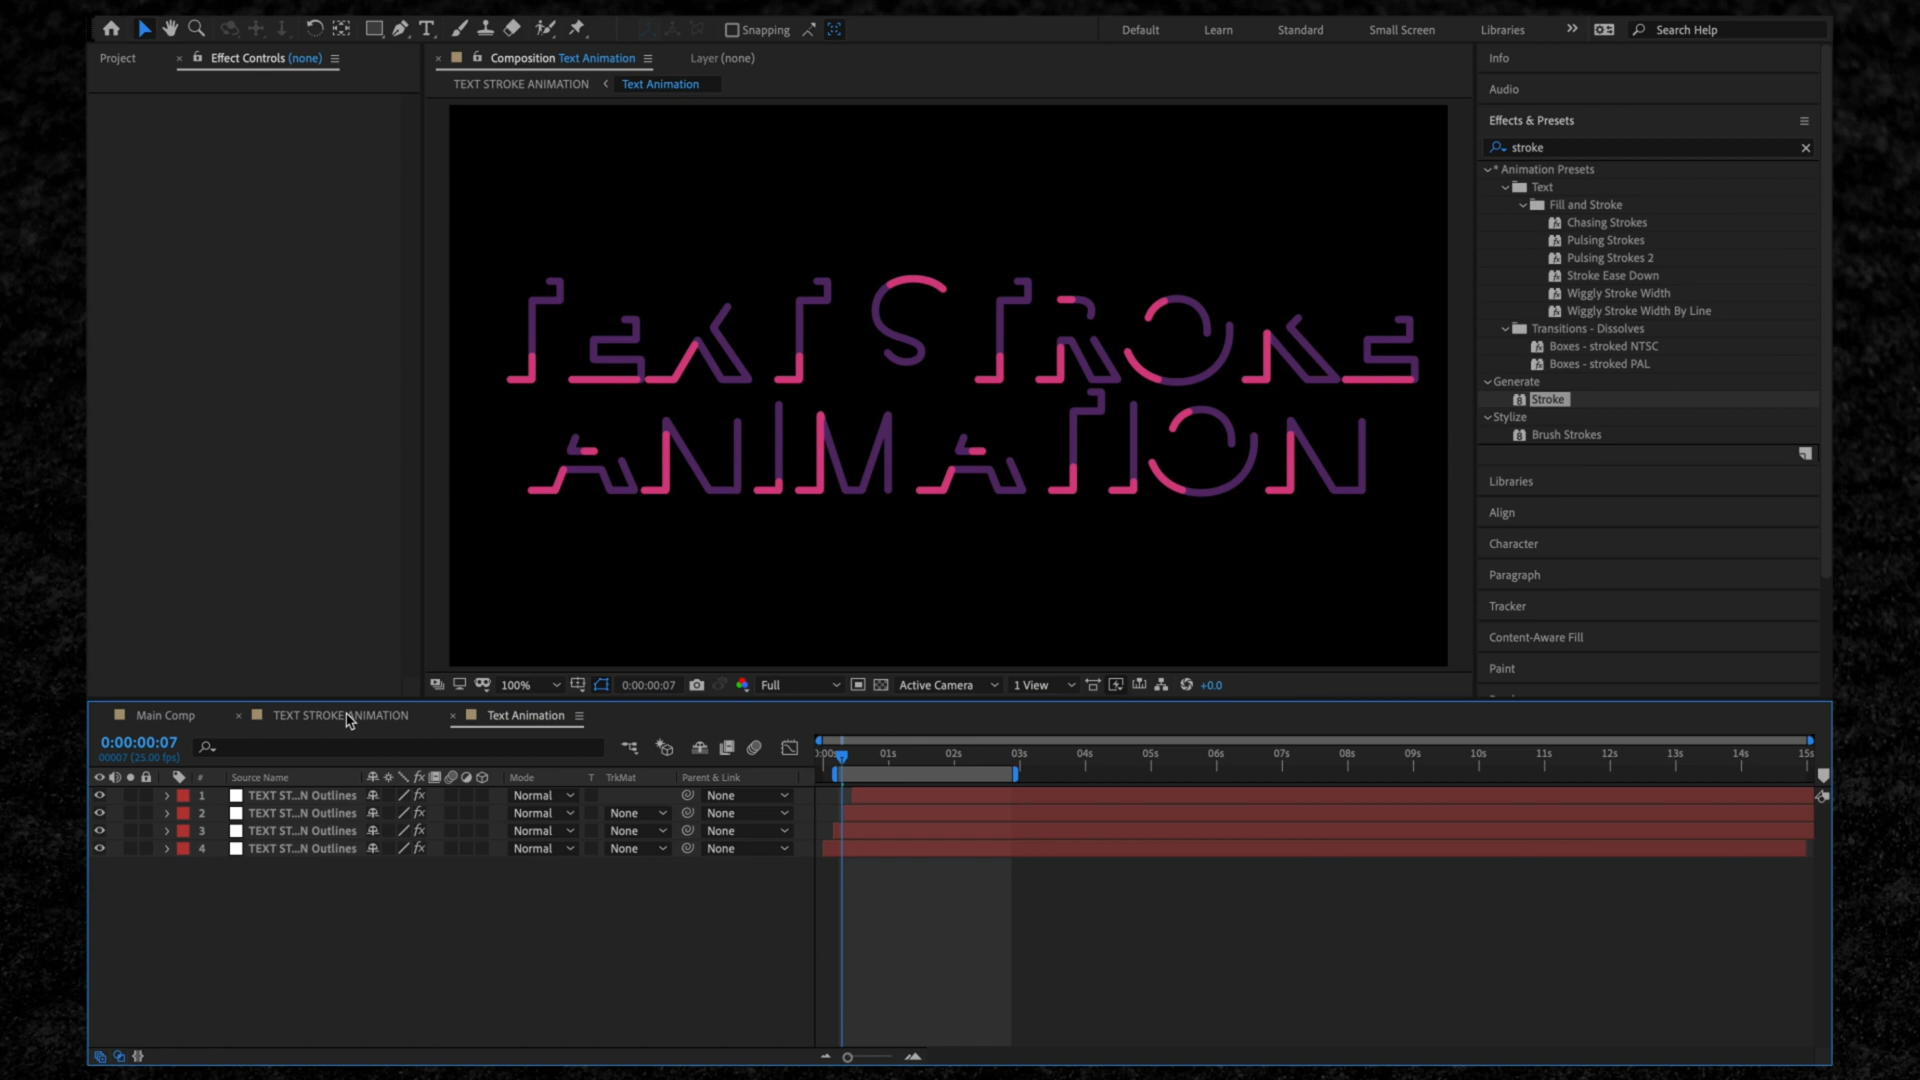 Snapping
Default
Learn
Standard
Small Screen
Libraries
Search Help
Project
Effect Controls (none)
Composition Text Animation
Layer (none)
TEXT STROKE ANIMATION
Text Animation
TEXT STROKE
ANIMATION
Info
Audio
Effects & Presets
stroke
* Animation Presets
Text
Fill and Stroke
Chasing Strokes
Pulsing Strokes
Pulsing Strokes 2
Stroke Ease Down
Wiggly Stroke Width
Wiggly Stroke Width By Line
Transitions - Dissolves
Boxes - stroked NTSC
Boxes - stroked PAL
Generate
Stroke
Stylize
Brush Strokes
Libraries
Align
Character
Paragraph
Tracker
Content-Aware Fill
Paint
100%
0:00:00:07
Full
Active Camera
1 View
+0.0
Main Comp
TEXT STROKE ANIMATION
Text Animation
0:00:00:07
00007 (25.00 fps)
01s 02s 03s 04s 05s 06s 07s 08s 09s 10s 11s 12s 13s 14s 15s
# Source Name Mode T TrkMat Parent & Link
1 TEXT ST...N Outlines Normal None
2 TEXT ST...N Outlines Normal None None
3 TEXT ST...N Outlines Normal None None
4 TEXT ST...N Outlines Normal None None